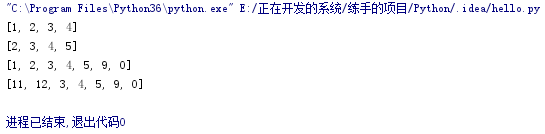 "C:\Program Files\Python36\python.exe" E:/正在开发的系统/练手的项目/Python/.idea/hello.py
[1, 2, 3, 4]
[2, 3, 4, 5]
[1, 2, 3, 4, 5, 9, 0]
[11, 12, 3, 4, 5, 9, 0]
进程已结束,退出代码0